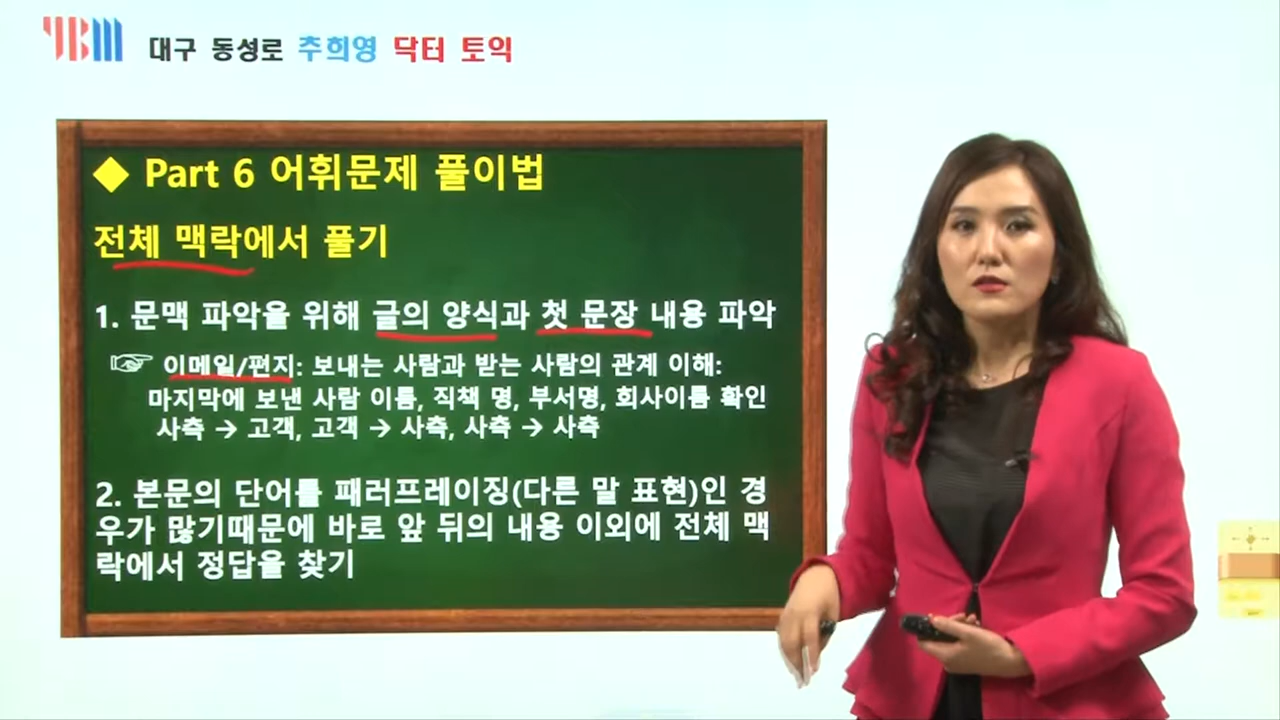 YBM 대구 동성로 추희영 닥터 토익
◆ Part 6 어휘문제 풀이법
전체 맥락에서 풀기
1. 문맥 파악을 위해 글의 양식과 첫 문장 내용 파악
☞ 이메일/편지: 보내는 사람과 받는 사람의 관계 이해:
마지막에 보낸 사람 이름, 직책 명, 부서명, 회사이름 확인
사측 → 고객, 고객 → 사측, 사측 → 사측
2. 본문의 단어를 패러프레이징(다른 말 표현)인 경
우가 많기때문에 바로 앞 뒤의 내용 이외에 전체 맥
락에서 정답을 찾기